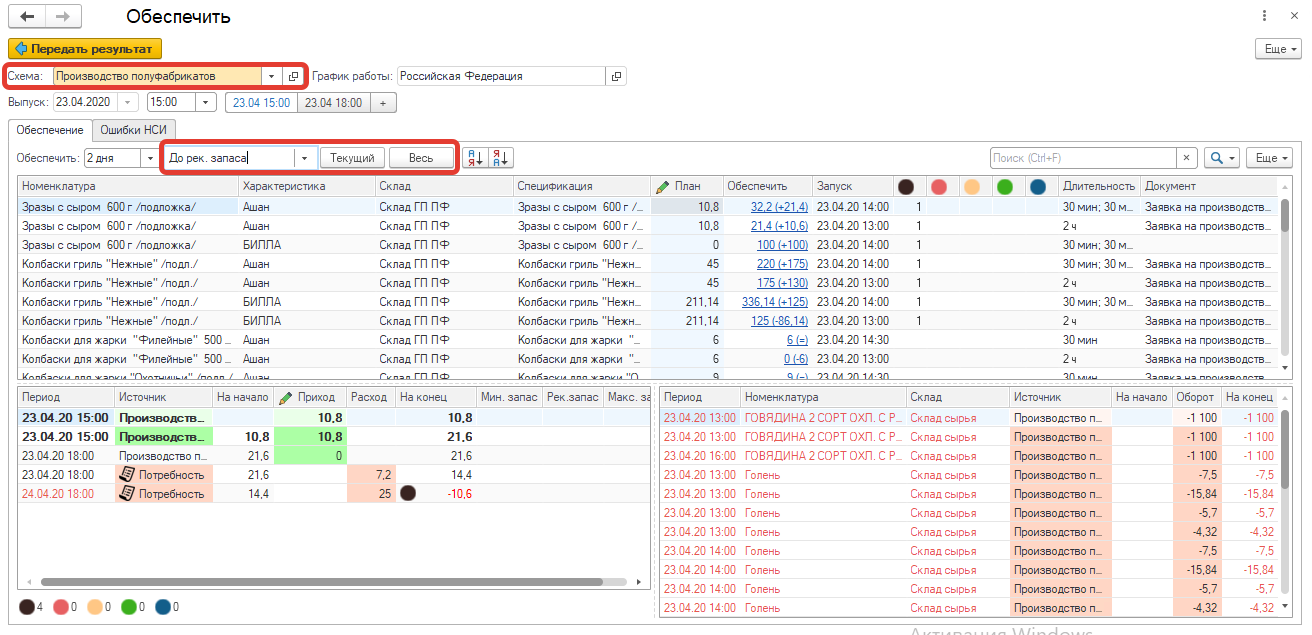 Обеспечить
Передать результат
Еще
Схема: Производство полуфабрикатов График работы: Российская Федерация
Выпуск: 23.04.2020 15:00 23.04 15:00 23.04 18:00 +
Обеспечение Ошибки НСИ
Обеспечить: 2 дня До рек. запаса Текущий Весь А Я Я А Поиск (Ctrl+F) × Еще
Номенклатура Характеристика Склад Спецификация План Обеспечить Запуск Длительность Документ
Зразы с сыром 600 г /подложка/ Ашан Склад ГП ПФ Зразы с сыром 600 г /... 10,8 32,2 (+21,4) 23.04.20 14:00 1 30 мин; 30 м... Заявка на производств...
Зразы с сыром 600 г /подложка/ Ашан Склад ГП ПФ Зразы с сыром 600 г /... 10,8 21,4 (+10,6) 23.04.20 13:00 1 2 ч Заявка на производств...
Зразы с сыром 600 г /подложка/ БИЛЛА Склад ГП ПФ Зразы с сыром 600 г /... 0 100 (+100) 23.04.20 14:00 1 30 мин; 30 м...
Колбаски гриль "Нежные" /подл./ Ашан Склад ГП ПФ Колбаски гриль "Нежн... 45 220 (+175) 23.04.20 14:00 1 30 мин; 30 м... Заявка на производств...
Колбаски гриль "Нежные" /подл./ Ашан Склад ГП ПФ Колбаски гриль "Нежн... 45 175 (+130) 23.04.20 13:00 1 2 ч Заявка на производств...
Колбаски гриль "Нежные" /подл./ БИЛЛА Склад ГП ПФ Колбаски гриль "Нежн... 211,14 336,14 (+125) 23.04.20 14:00 1 30 мин; 30 м... Заявка на производств...
Колбаски гриль "Нежные" /подл./ БИЛЛА Склад ГП ПФ Колбаски гриль "Нежн... 211,14 125 (-86,14) 23.04.20 13:00 1 2 ч Заявка на производств...
Колбаски для жарки "Филейные" 500 ... Ашан Склад ГП ПФ Колбаски для жарки "... 6 6 (=) 23.04.20 14:30 30 мин Заявка на производств...
Колбаски для жарки "Филейные" 500 ... Ашан Склад ГП ПФ Колбаски для жарки "... 6 0 (-6) 23.04.20 13:00 2 ч Заявка на производств...
Колбаски для жарки "Охотничьи" /подл./ Ашан Склад ГП ПФ Колбаски для жарки "О... 9 9 (=) 23.04.20 14:30 30 мин Заявка на производств...
Период Источник На начало Приход Расход На конец Мин. запас Рек.запас Макс. за
23.04.20 15:00 Производств... 10,8 10,8
23.04.20 15:00 Производств... 10,8 10,8 21,6
23.04.20 18:00 Производство п... 21,6 0 21,6
23.04.20 18:00 Потребность 21,6 7,2 14,4
24.04.20 18:00 Потребность 14,4 25 -10,6
4 0 0 0 0
Период Номенклатура Склад Источник На начало Оборот На конец
23.04.20 13:00 ГОВЯДИНА 2 СОРТ ОХЛ. С Р... Склад сырья Производство п... -1 100 -1 100
23.04.20 13:00 ГОВЯДИНА 2 СОРТ ОХЛ. С Р... Склад сырья Производство п... -1 100 -1 100
23.04.20 16:00 ГОВЯДИНА 2 СОРТ ОХЛ. С Р... Склад сырья Производство п... -1 100 -1 100
23.04.20 13:00 Голень Склад сырья Производство п... -7,5 -7,5
23.04.20 13:00 Голень Склад сырья Производство п... -15,84 -15,84
23.04.20 13:00 Голень Склад сырья Производство п... -5,7 -5,7
23.04.20 13:00 Голень Склад сырья Производство п... -4,32 -4,32
23.04.20 14:00 Голень Склад сырья Производство п... -7,5 -7,5
23.04.20 14:00 Голень Склад сырья Производство п... -15,84 -15,84
23.04.20 14:00 Голень Склад сырья Производство п... -5,7 -5,7
23.04.20 14:00 Голень Склад сырья Производство п... -4,32 -4,32
Активация Windows